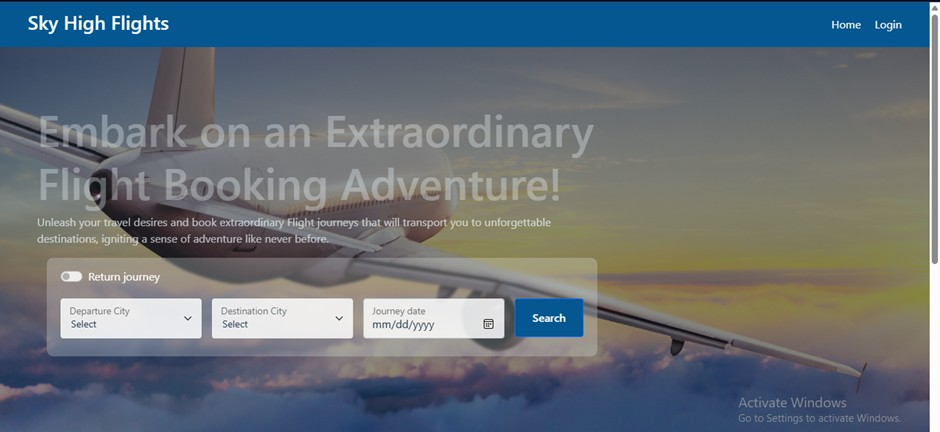 Sky High Flights
Home
Login
Embark on an Extraordinary
Flight Booking Adventure!
Unleash your travel desires and book extraordinary Flight journeys that will transport you to unforgettable
destinations, igniting a sense of adventure like never before.
Return journey
Departure City
Select
Destination City
Select
Journey date
mm/dd/yyyy
Search
Activate Windows
Go to Settings to activate Windows.